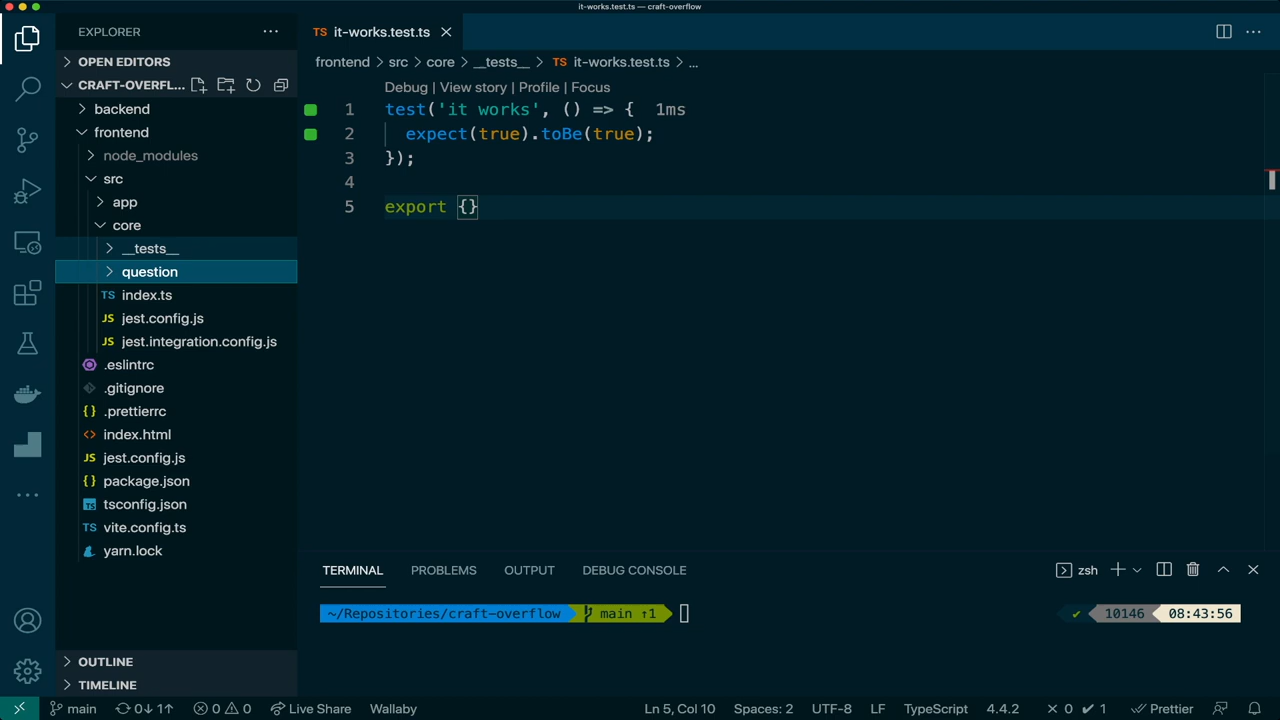 it-works.test.ts — craft-overflow
EXPLORER
OPEN EDITORS
CRAFT-OVERFL...
backend
frontend
node_modules
src
app
core
__tests__
question
TS index.ts
JS jest.config.js
JS jest.integration.config.js
.eslintrc
.gitignore
{} .prettierrc
<> index.html
JS jest.config.js
{} package.json
TS tsconfig.json
TS vite.config.ts
yarn.lock
OUTLINE
TIMELINE
TS it-works.test.ts
frontend > src > core > __tests__ > TS it-works.test.ts > ...
Debug | View story | Profile | Focus
1 test('it works', () => { 1ms
2 expect(true).toBe(true);
3 });
4
5 export {}
TERMINAL PROBLEMS OUTPUT DEBUG CONSOLE
zsh
~/Repositories/craft-overflow main ↑1 ✔ 10146 08:43:56
main 0↓ 1↑ 0 0 Live Share Wallaby Ln 5, Col 10 Spaces: 2 UTF-8 LF TypeScript 4.4.2 × 0 ✔ 1 Prettier